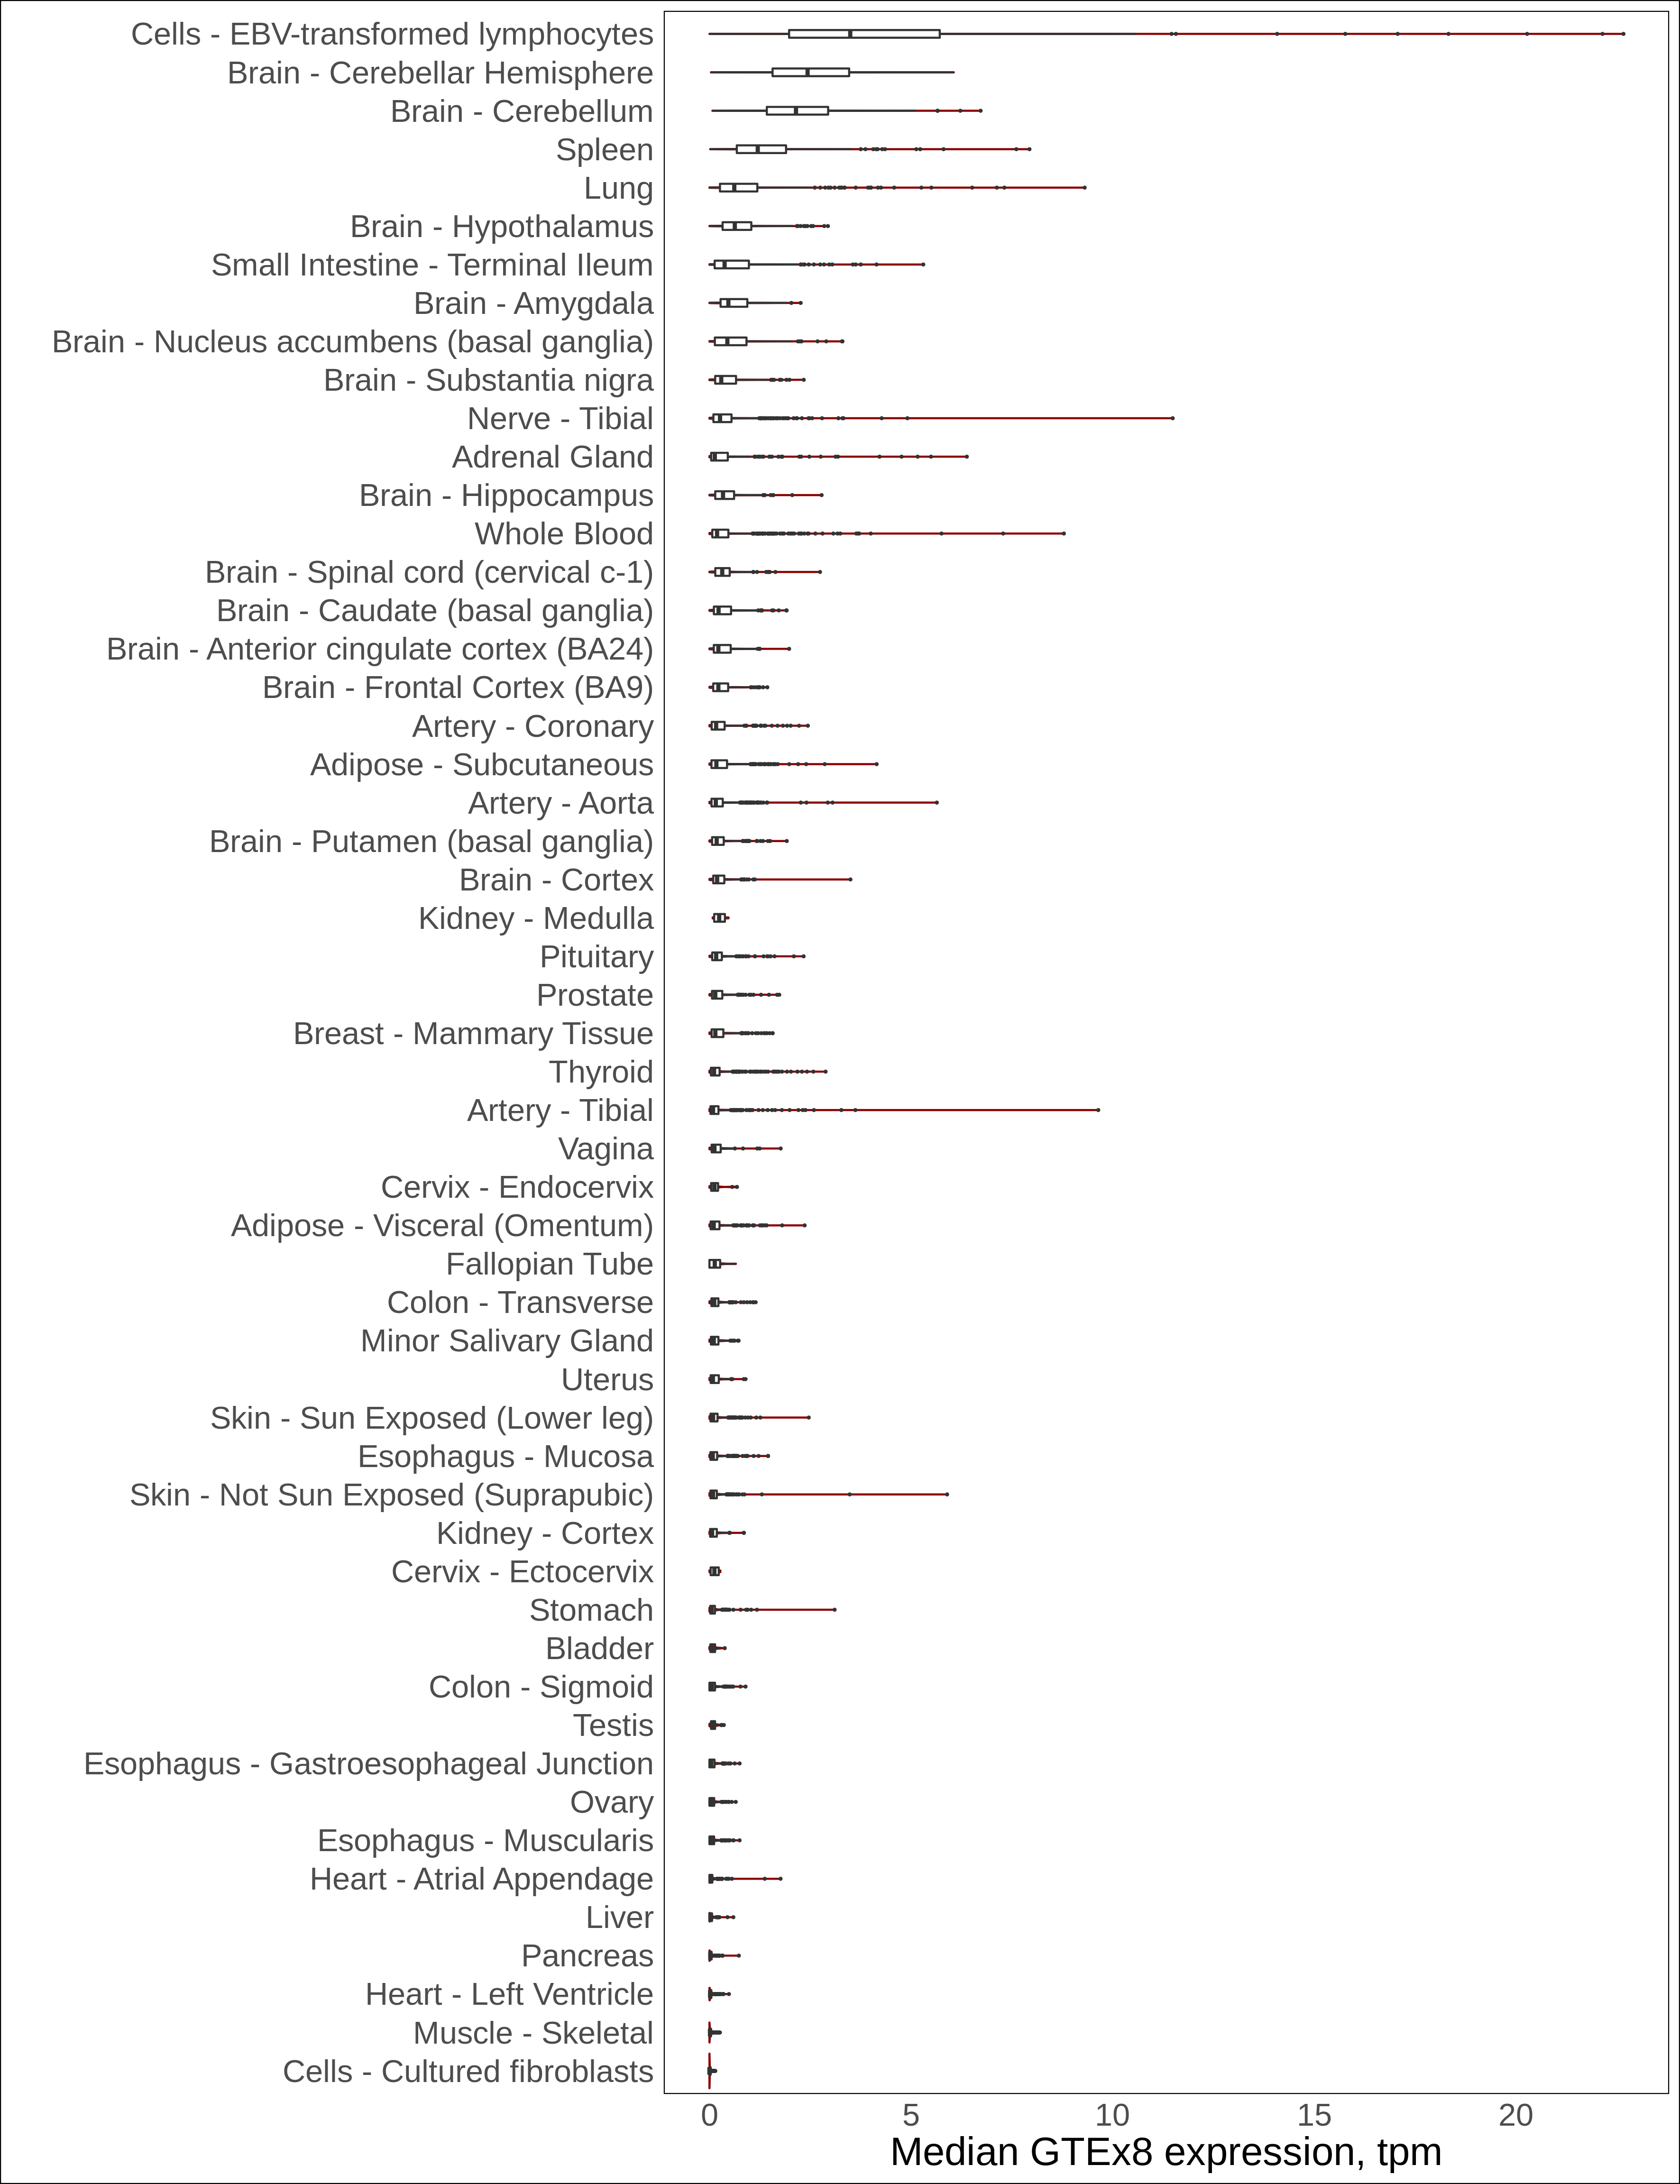 Cells - EBV-transformed lymphocytes
Brain - Cerebellar Hemisphere
Brain - Cerebellum
Spleen
Lung
Brain - Hypothalamus
Small Intestine - Terminal Ileum
Brain - Amygdala
Brain - Nucleus accumbens (basal ganglia)
Brain - Substantia nigra
Nerve - Tibial
Adrenal Gland
Brain - Hippocampus
Whole Blood
Brain - Spinal cord (cervical c-1)
Brain - Caudate (basal ganglia)
Brain - Anterior cingulate cortex (BA24)
Brain - Frontal Cortex (BA9)
Artery - Coronary
Adipose - Subcutaneous
Artery - Aorta
Brain - Putamen (basal ganglia)
Brain - Cortex
Kidney - Medulla
Pituitary
Prostate
Breast - Mammary Tissue
Thyroid
Artery - Tibial
Vagina
Cervix - Endocervix
Adipose - Visceral (Omentum)
Fallopian Tube
Colon - Transverse
Minor Salivary Gland
Uterus
Skin - Sun Exposed (Lower leg)
Esophagus - Mucosa
Skin - Not Sun Exposed (Suprapubic)
Kidney - Cortex
Cervix - Ectocervix
Stomach
Bladder
Colon - Sigmoid
Testis
Esophagus - Gastroesophageal Junction
Ovary
Esophagus - Muscularis
Heart - Atrial Appendage
Liver
Pancreas
Heart - Left Ventricle
Muscle - Skeletal
Cells - Cultured fibroblasts
0 5 10 15 20
Median GTEx8 expression, tpm